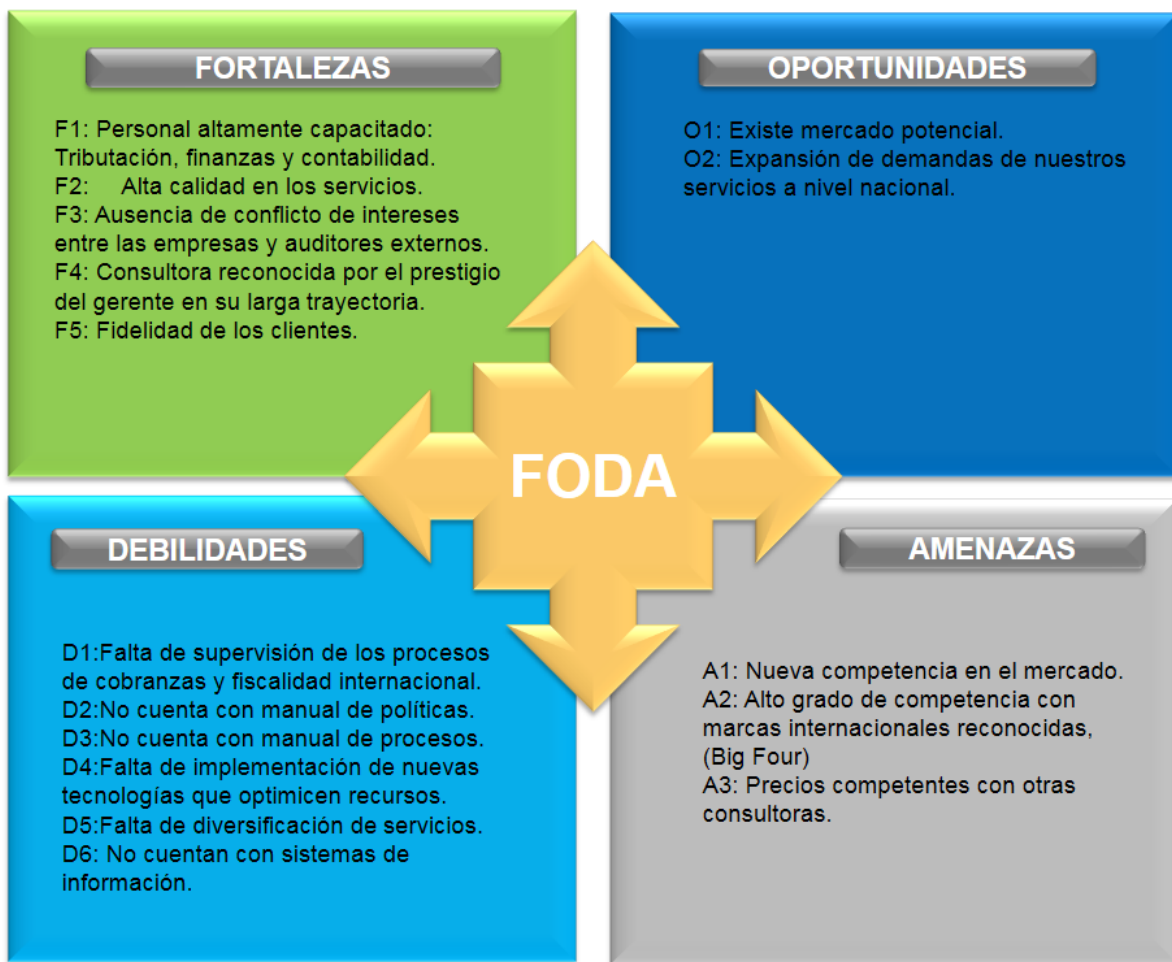 FORTALEZAS
F1: Personal altamente capacitado:
Tributación, finanzas y contabilidad.
F2: Alta calidad en los servicios.
F3: Ausencia de conflicto de intereses
entre las empresas y auditores externos.
F4: Consultora reconocida por el prestigio
del gerente en su larga trayectoria.
F5: Fidelidad de los clientes.
OPORTUNIDADES
O1: Existe mercado potencial.
O2: Expansión de demandas de nuestros
servicios a nivel nacional.
FODA
DEBILIDADES
D1:Falta de supervisión de los procesos
de cobranzas y fiscalidad internacional.
D2:No cuenta con manual de políticas.
D3:No cuenta con manual de procesos.
D4:Falta de implementación de nuevas
tecnologías que optimicen recursos.
D5:Falta de diversificación de servicios.
D6: No cuentan con sistemas de
información.
AMENAZAS
A1: Nueva competencia en el mercado.
A2: Alto grado de competencia con
marcas internacionales reconocidas,
(Big Four)
A3: Precios competentes con otras
consultoras.